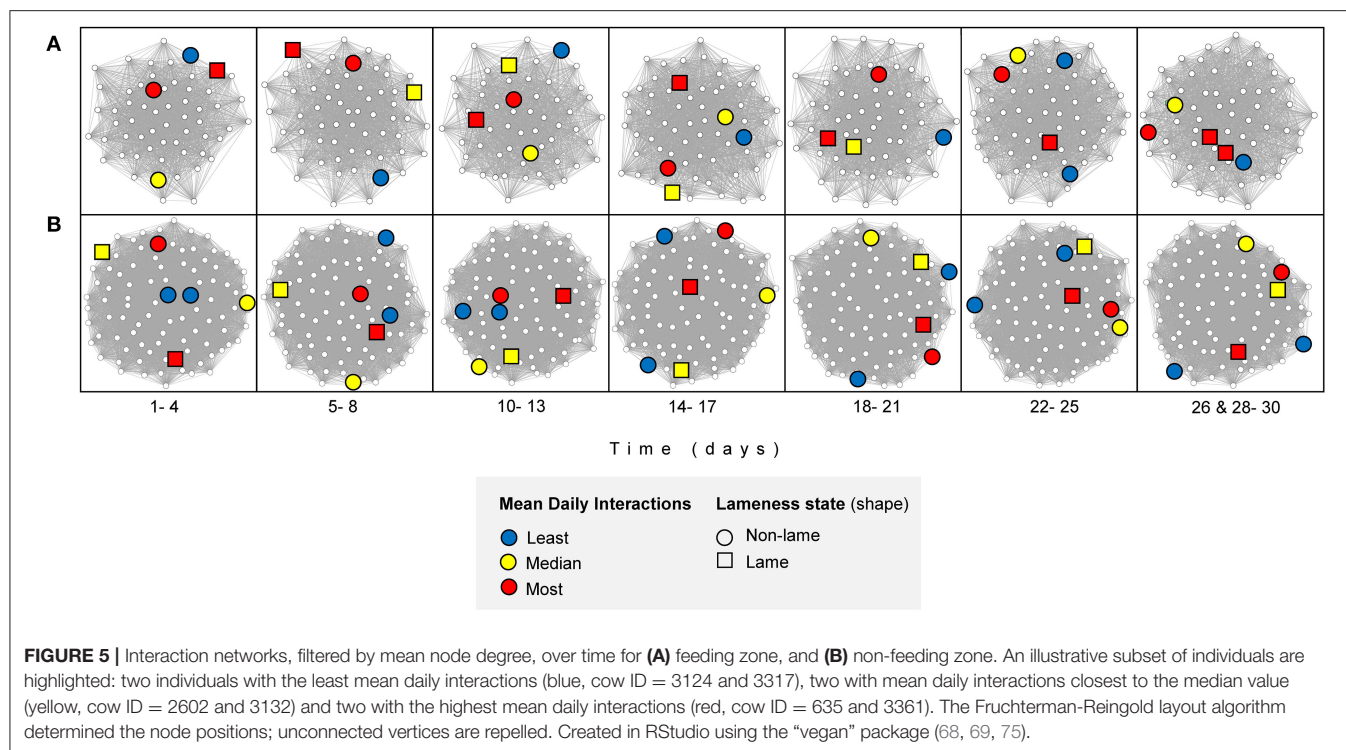 A
B
1- 4
5- 8
10- 13
14- 17
18- 21
22- 25
26 & 28- 30
Time (days)
Mean Daily Interactions
Least
Median
Most
Lameness state (shape)
Non-lame
Lame
FIGURE 5 | Interaction networks, filtered by mean node degree, over time for (A) feeding zone, and (B) non-feeding zone. An illustrative subset of individuals are
highlighted: two individuals with the least mean daily interactions (blue, cow ID = 3124 and 3317), two with mean daily interactions closest to the median value
(yellow, cow ID = 2602 and 3132) and two with the highest mean daily interactions (red, cow ID = 635 and 3361). The Fruchterman-Reingold layout algorithm
determined the node positions; unconnected vertices are repelled. Created in RStudio using the “vegan” package (68, 69, 75).